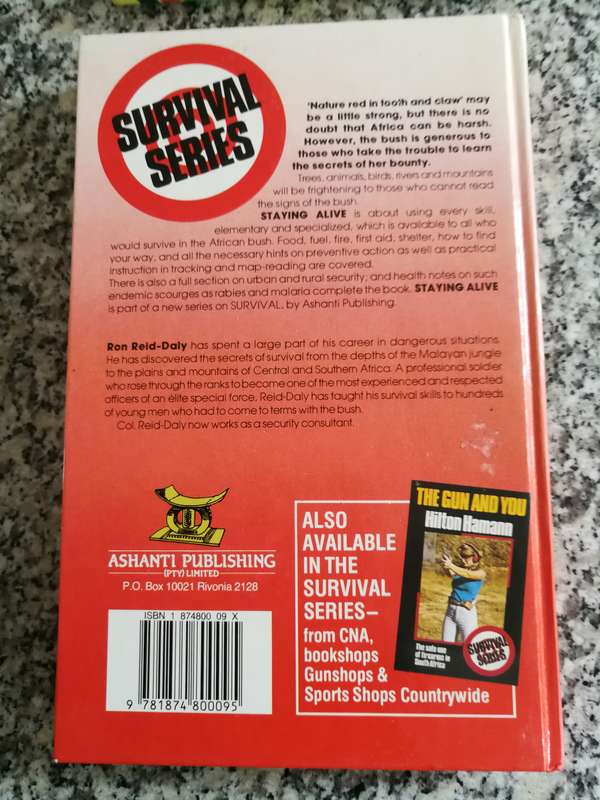 SURVIVAL
SERIES
'Nature red in tooth and claw' may
be a little strong, but there is no
doubt that Africa can be harsh.
However, the bush is generous to
those who take the trouble to learn
the secrets of her bounty.
Trees, animals, birds, rivers and mountains
will be frightening to those who cannot read
the signs of the bush.
STAYING ALIVE is about using every skill,
elementary and specialized, which is available to all who
would survive in the African bush. Food, fuel, fire, first aid, shelter, how to find
your way, and all the necessary hints on preventive action as well as practical
instruction in tracking and map-reading are covered.
There is also a full section on urban and rural security; and health notes on such
endemic scourges as rabies and malaria complete the book. STAYING ALIVE
is part of a new series on SURVIVAL, by Ashanti Publishing.
Ron Reid-Daly has spent a large part of his career in dangerous situations.
He has discovered the secrets of survival from the depths of the Malayan jungle
to the plains and mountains of Central and Southern Africa. A professional soldier
who rose through the ranks to become one of the most experienced and respected
officers of an élite special force, Reid-Daly has taught his survival skills to hundreds
of young men who had to come to terms with the bush.
Col. Reid-Daly now works as a security consultant.
ASHANTI PUBLISHING
(PTY) LIMITED
P.O. Box 10021 Rivonia 2128
ISBN 1 874800 09 X
9 781874 800095
ALSO
AVAILABLE
IN THE
SURVIVAL
SERIES–
from CNA,
bookshops
Gunshops &
Sports Shops Countrywide
THE GUN AND YOU
Hilton Hamann
The safe use
of firearms in
South Africa
SURVIVAL
SERIES